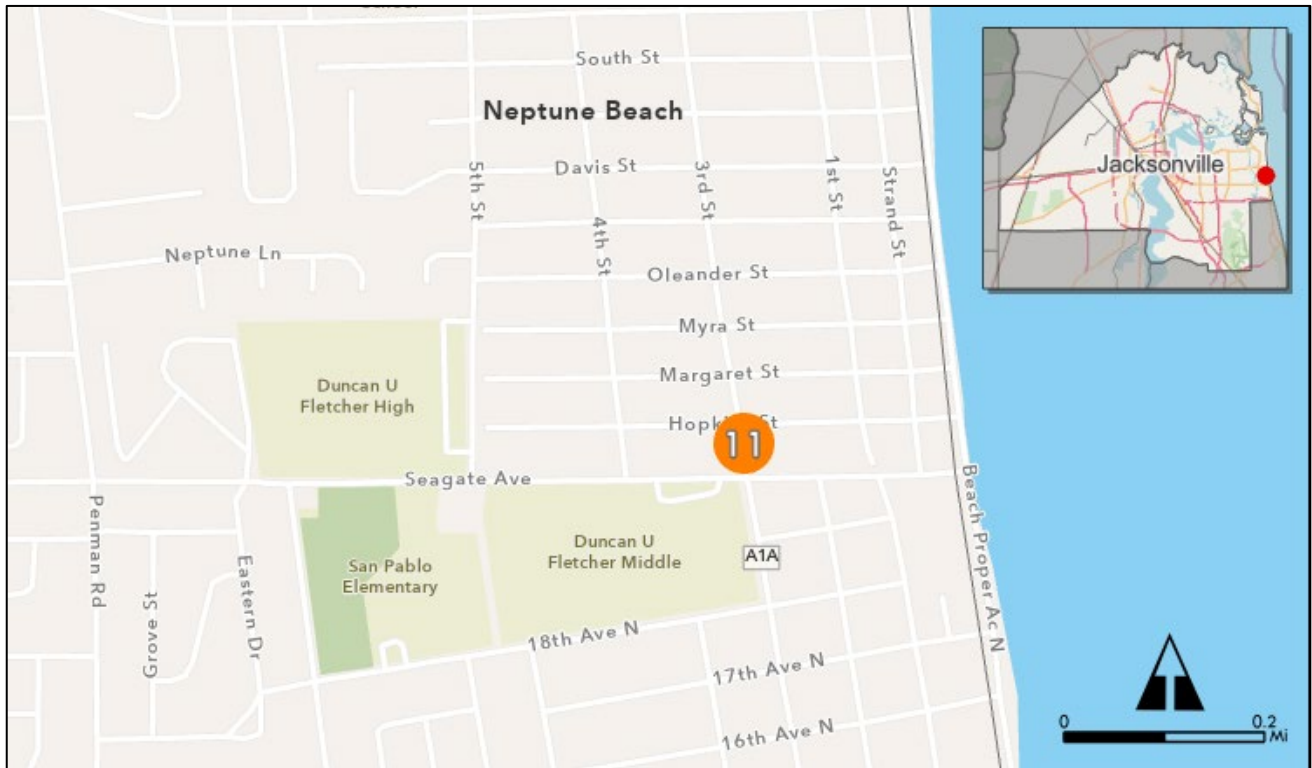 South St
Neptune Beach
Davis St
5th St
4th St
3rd St
1st St
Strand St
Neptune Ln
Oleander St
Myra St
Margaret St
St
11
Duncan U
Fletcher High
Seagate Ave
Duncan U
Fletcher Middle
San Pablo
Elementary
A1A
Penman Rd
Grove St
Eastern Dr
18th Ave N
17th Ave N
16th Ave N
Beach Proper Ac N
Jacksonville
0
0.2
Mi